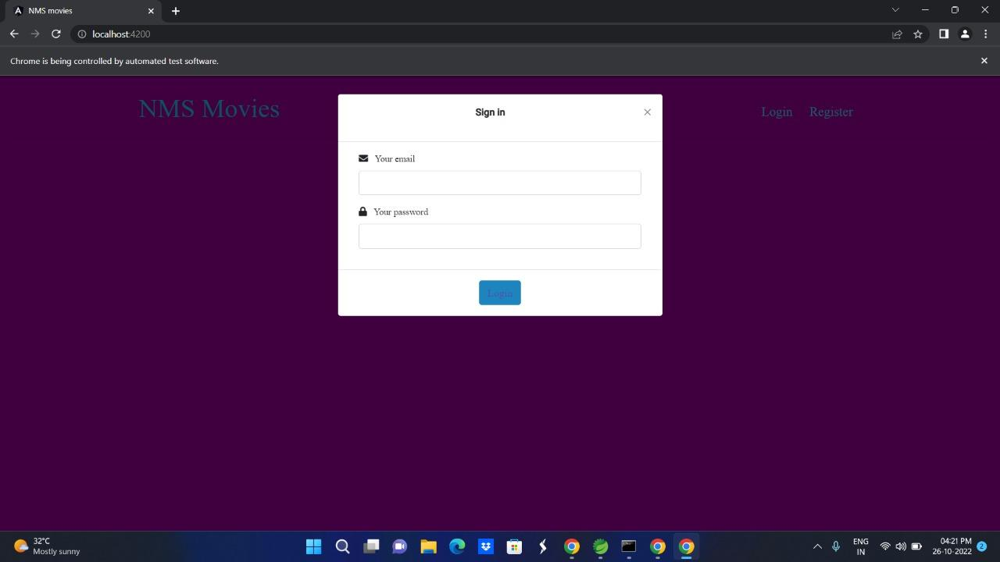 NMS movies
localhost:4200
Chrome is being controlled by automated test software.
NMS Movies
Sign in
Login Register
Your email
Your password
Login
32°C
Mostly sunny
ENG
IN
04:21 PM
26-10-2022
2